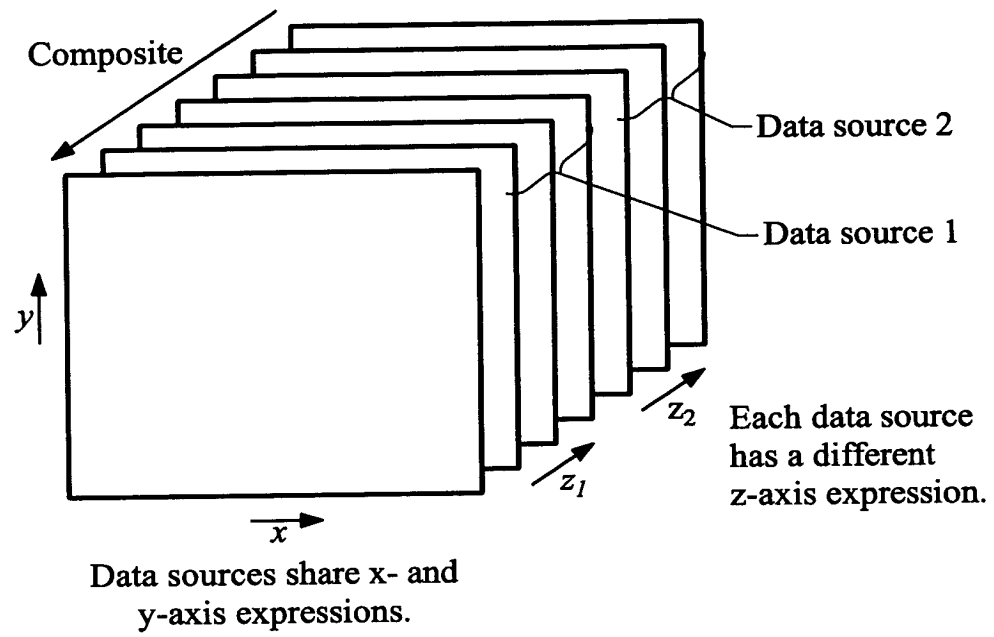 Composite
Data source 2
Data source 1
y
z2
z1
Each data source
has a different
z-axis expression.
x
Data sources share x- and
y-axis expressions.